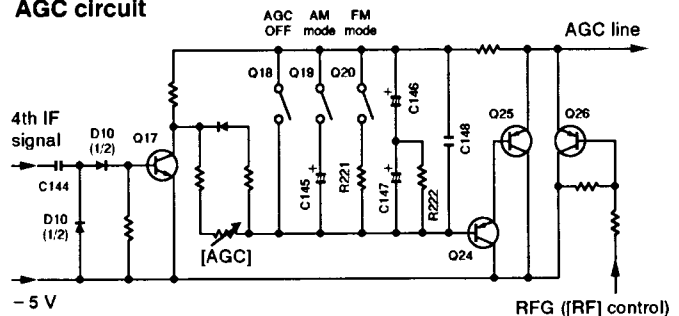 AGC circuit
AGC OFF
AM mode
FM mode
AGC line
Q18
Q19
Q20
4th IF signal
D10 (1/2)
Q17
C146
C148
Q25
Q26
C144
D10 (1/2)
C145
R221
C147
R222
[AGC]
Q24
– 5 V
RFG ([RF] control)
+
+
+